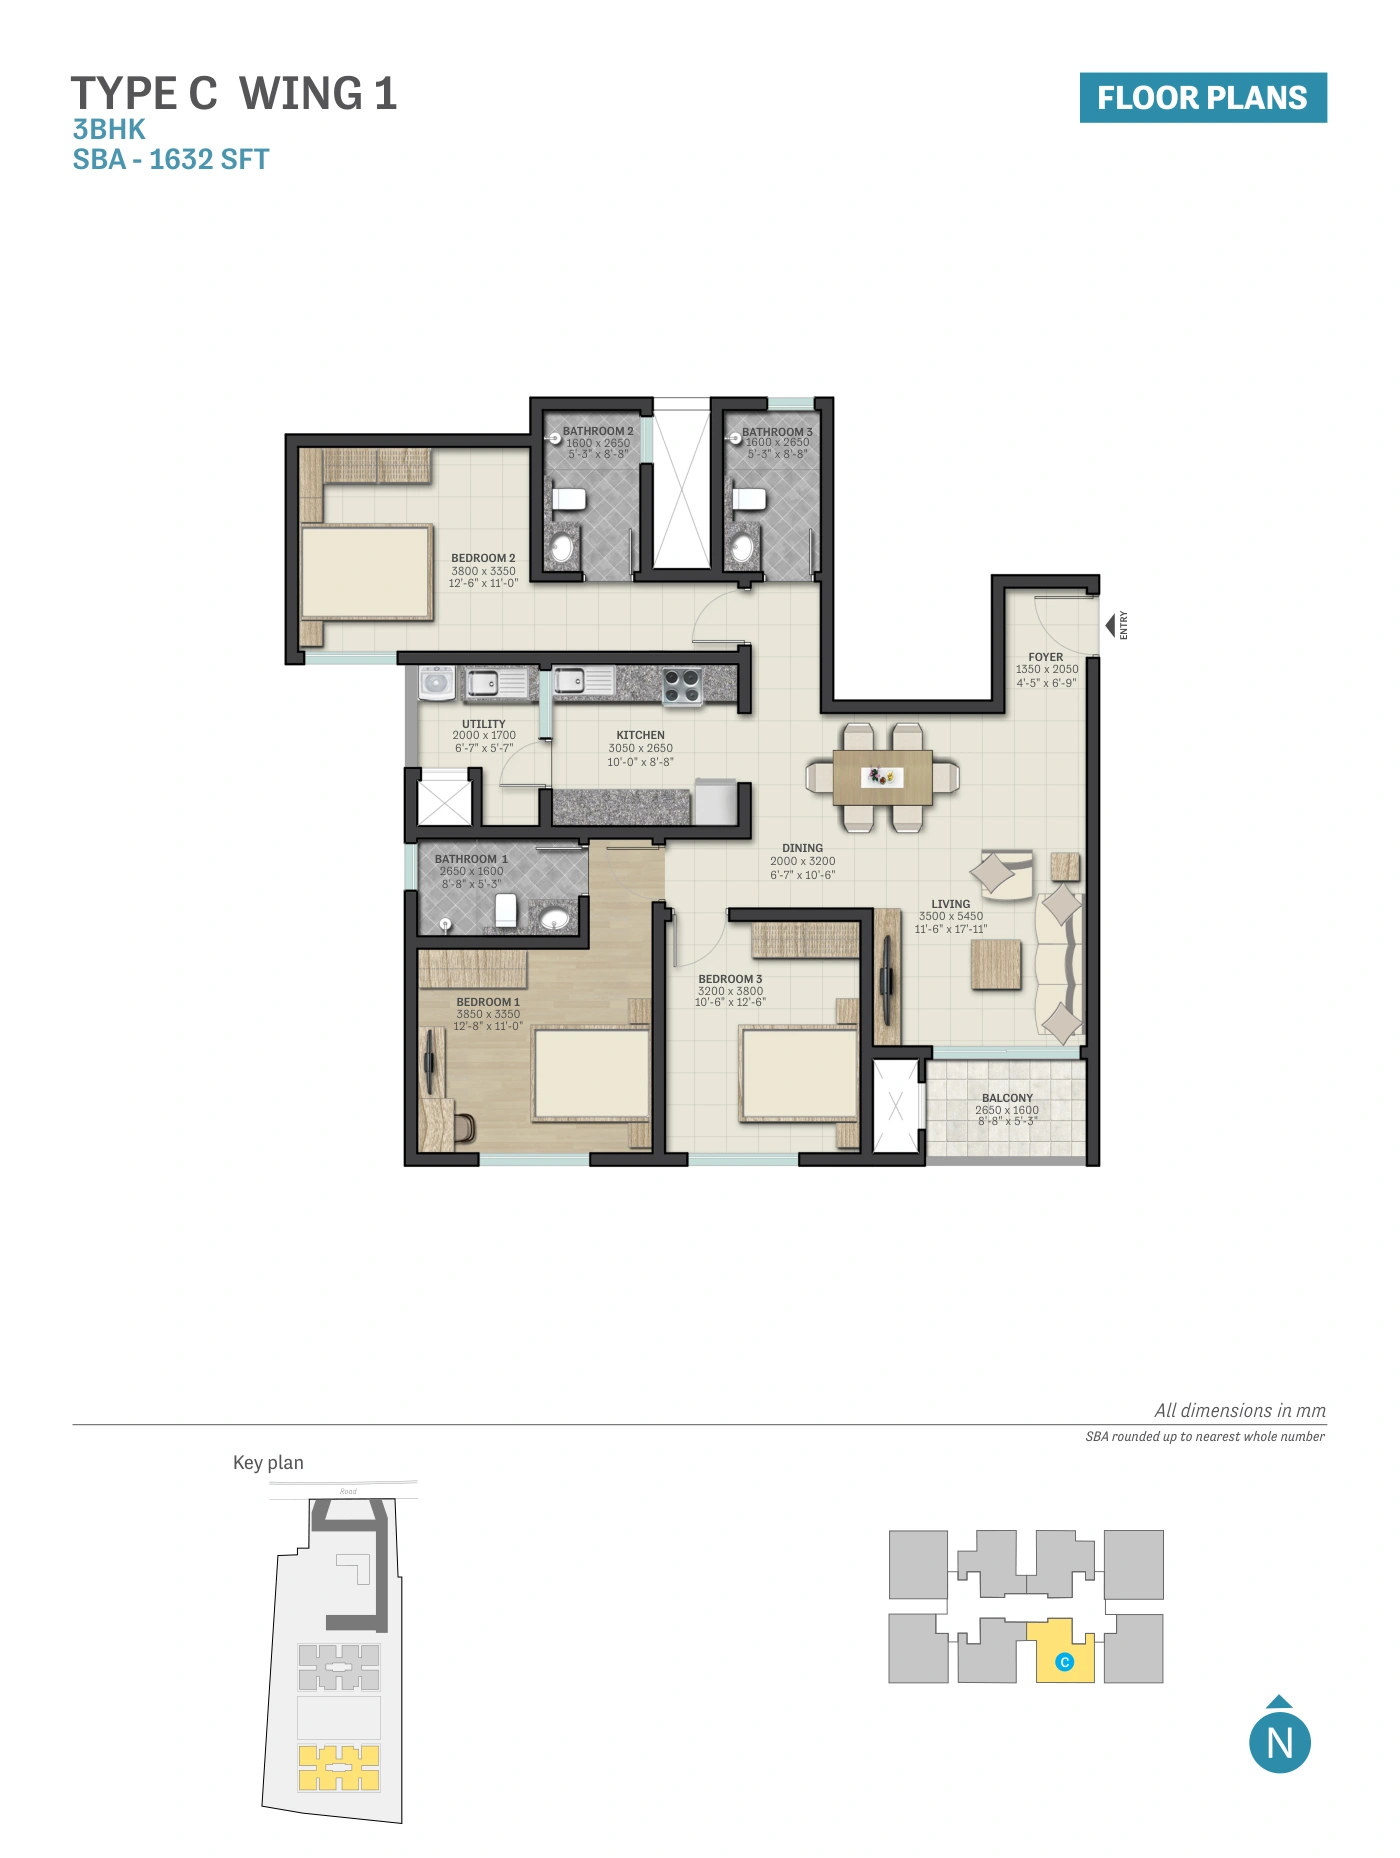 TYPE C WING 1
3BHK
SBA - 1632 SFT
FLOOR PLANS
BATHROOM 2
1600 x 2650
5'-3" x 8'-8"
BATHROOM 3
1600 x 2650
5'-3" x 8'-8"
BEDROOM 2
3800 x 3350
12'-6" x 11'-0"
ENTRY
FOYER
1350 x 2050
4'-5" x 6'-9"
UTILITY
2000 x 1700
6'-7" x 5'-7"
KITCHEN
3050 x 2650
10'-0" x 8'-8"
DINING
2000 x 3200
6'-7" x 10'-6"
BATHROOM 1
2650 x 1600
8'-8" x 5'-3"
LIVING
3500 x 5450
11'-6" x 17'-11"
BEDROOM 3
3200 x 3800
10'-6" x 12'-6"
BEDROOM 1
3850 x 3350
12'-8" x 11'-0"
BALCONY
2650 x 1600
8'-8" x 5'-3"
All dimensions in mm
SBA rounded up to nearest whole number
Key plan
Road
C
N